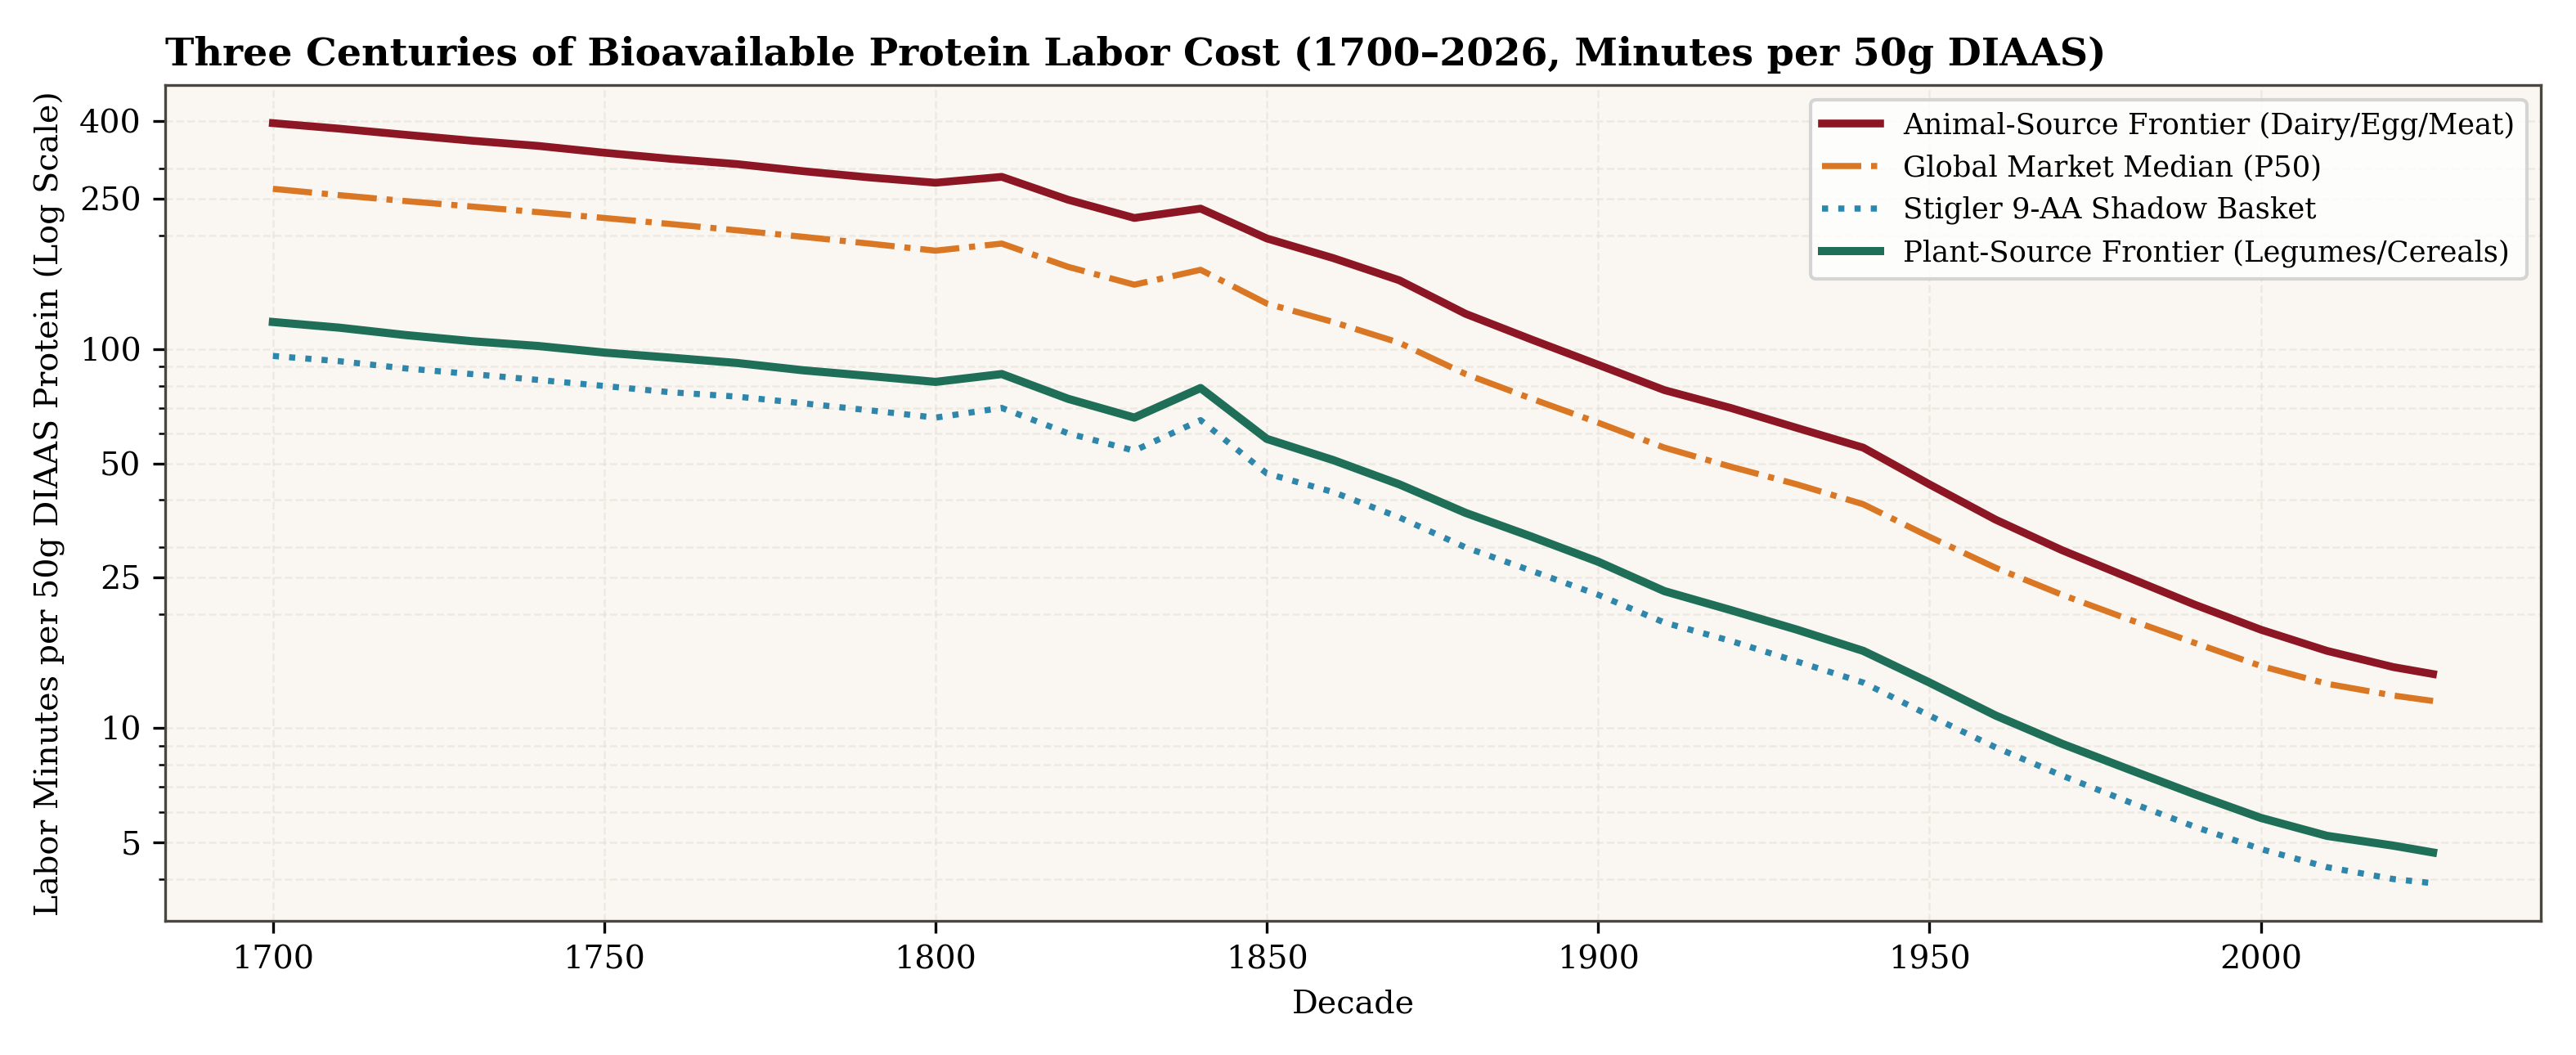 Three Centuries of Bioavailable Protein Labor Cost (1700–2026, Minutes per 50g DIAAS)
Labor Minutes per 50g DIAAS Protein (Log Scale)
400
250
100
50
25
10
5
Animal-Source Frontier (Dairy/Egg/Meat)
Global Market Median (P50)
Stigler 9-AA Shadow Basket
Plant-Source Frontier (Legumes/Cereals)
1700 1750 1800 1850 1900 1950 2000
Decade